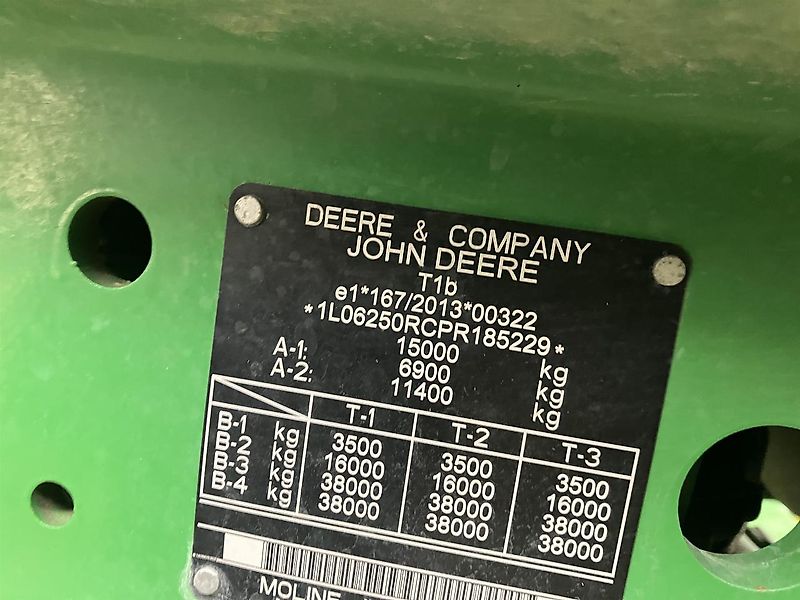 DEERE & COMPANY
JOHN DEERE
T1b
e1*167/2013*00322
*1L06250RCPR185229*
15000 kg
A-1: 6900 kg
A-2: 11400 kg
T-1 T-2 T-3
B-1 kg 3500 3500 3500
B-2 kg 16000 16000 16000
B-3 kg 38000 38000 38000
B-4 kg 38000 38000 38000
MOLINE